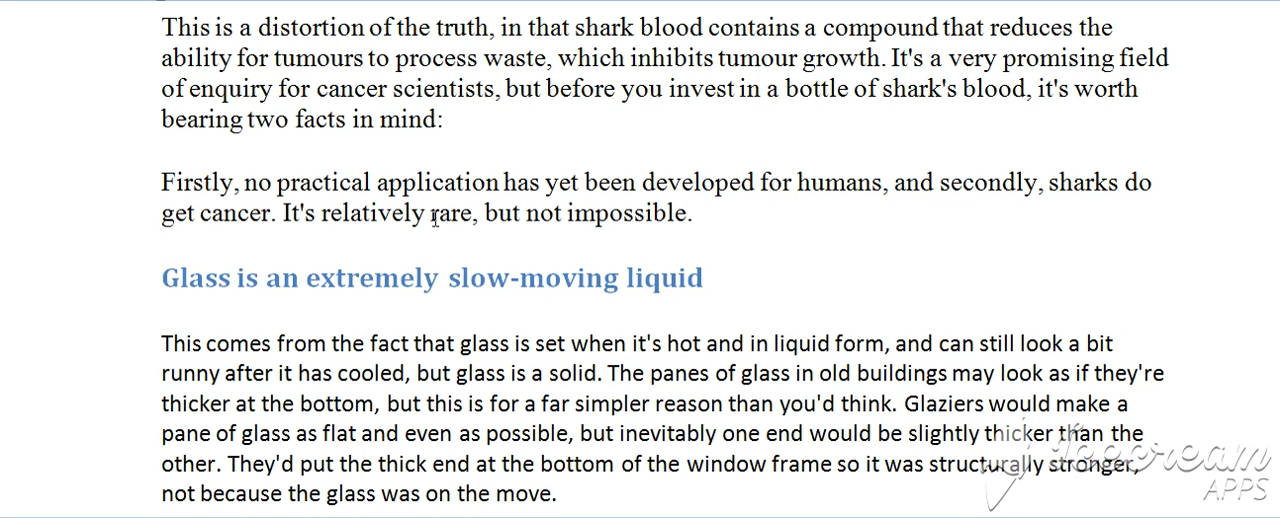 This is a distortion of the truth, in that shark blood contains a compound that reduces the
ability for tumours to process waste, which inhibits tumour growth. It's a very promising field
of enquiry for cancer scientists, but before you invest in a bottle of shark's blood, it's worth
bearing two facts in mind:
Firstly, no practical application has yet been developed for humans, and secondly, sharks do
get cancer. It's relatively rare, but not impossible.
Glass is an extremely slow-moving liquid
This comes from the fact that glass is set when it's hot and in liquid form, and can still look a bit
runny after it has cooled, but glass is a solid. The panes of glass in old buildings may look as if they're
thicker at the bottom, but this is for a far simpler reason than you'd think. Glaziers would make a
pane of glass as flat and even as possible, but inevitably one end would be slightly thicker than the
other. They'd put the thick end at the bottom of the window frame so it was structurally stronger,
not because the glass was on the move.
Icecream
APPS